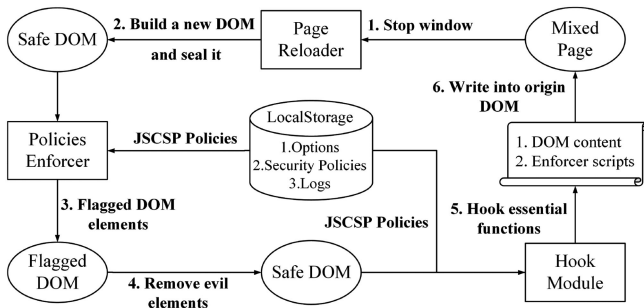 Safe DOM
2. Build a new DOM
and seal it
Page
Reloader
1. Stop window
Mixed
Page
6. Write into origin
DOM
LocalStorage
1.Options
2.Security Policies
3.Logs
JSCSP Policies
Policies
Enforcer
1. DOM content
2. Enforcer scripts
3. Flagged DOM
elements
JSCSP Policies
5. Hook essential
functions
Flagged
DOM
4. Remove evil
elements
Safe DOM
Hook
Module